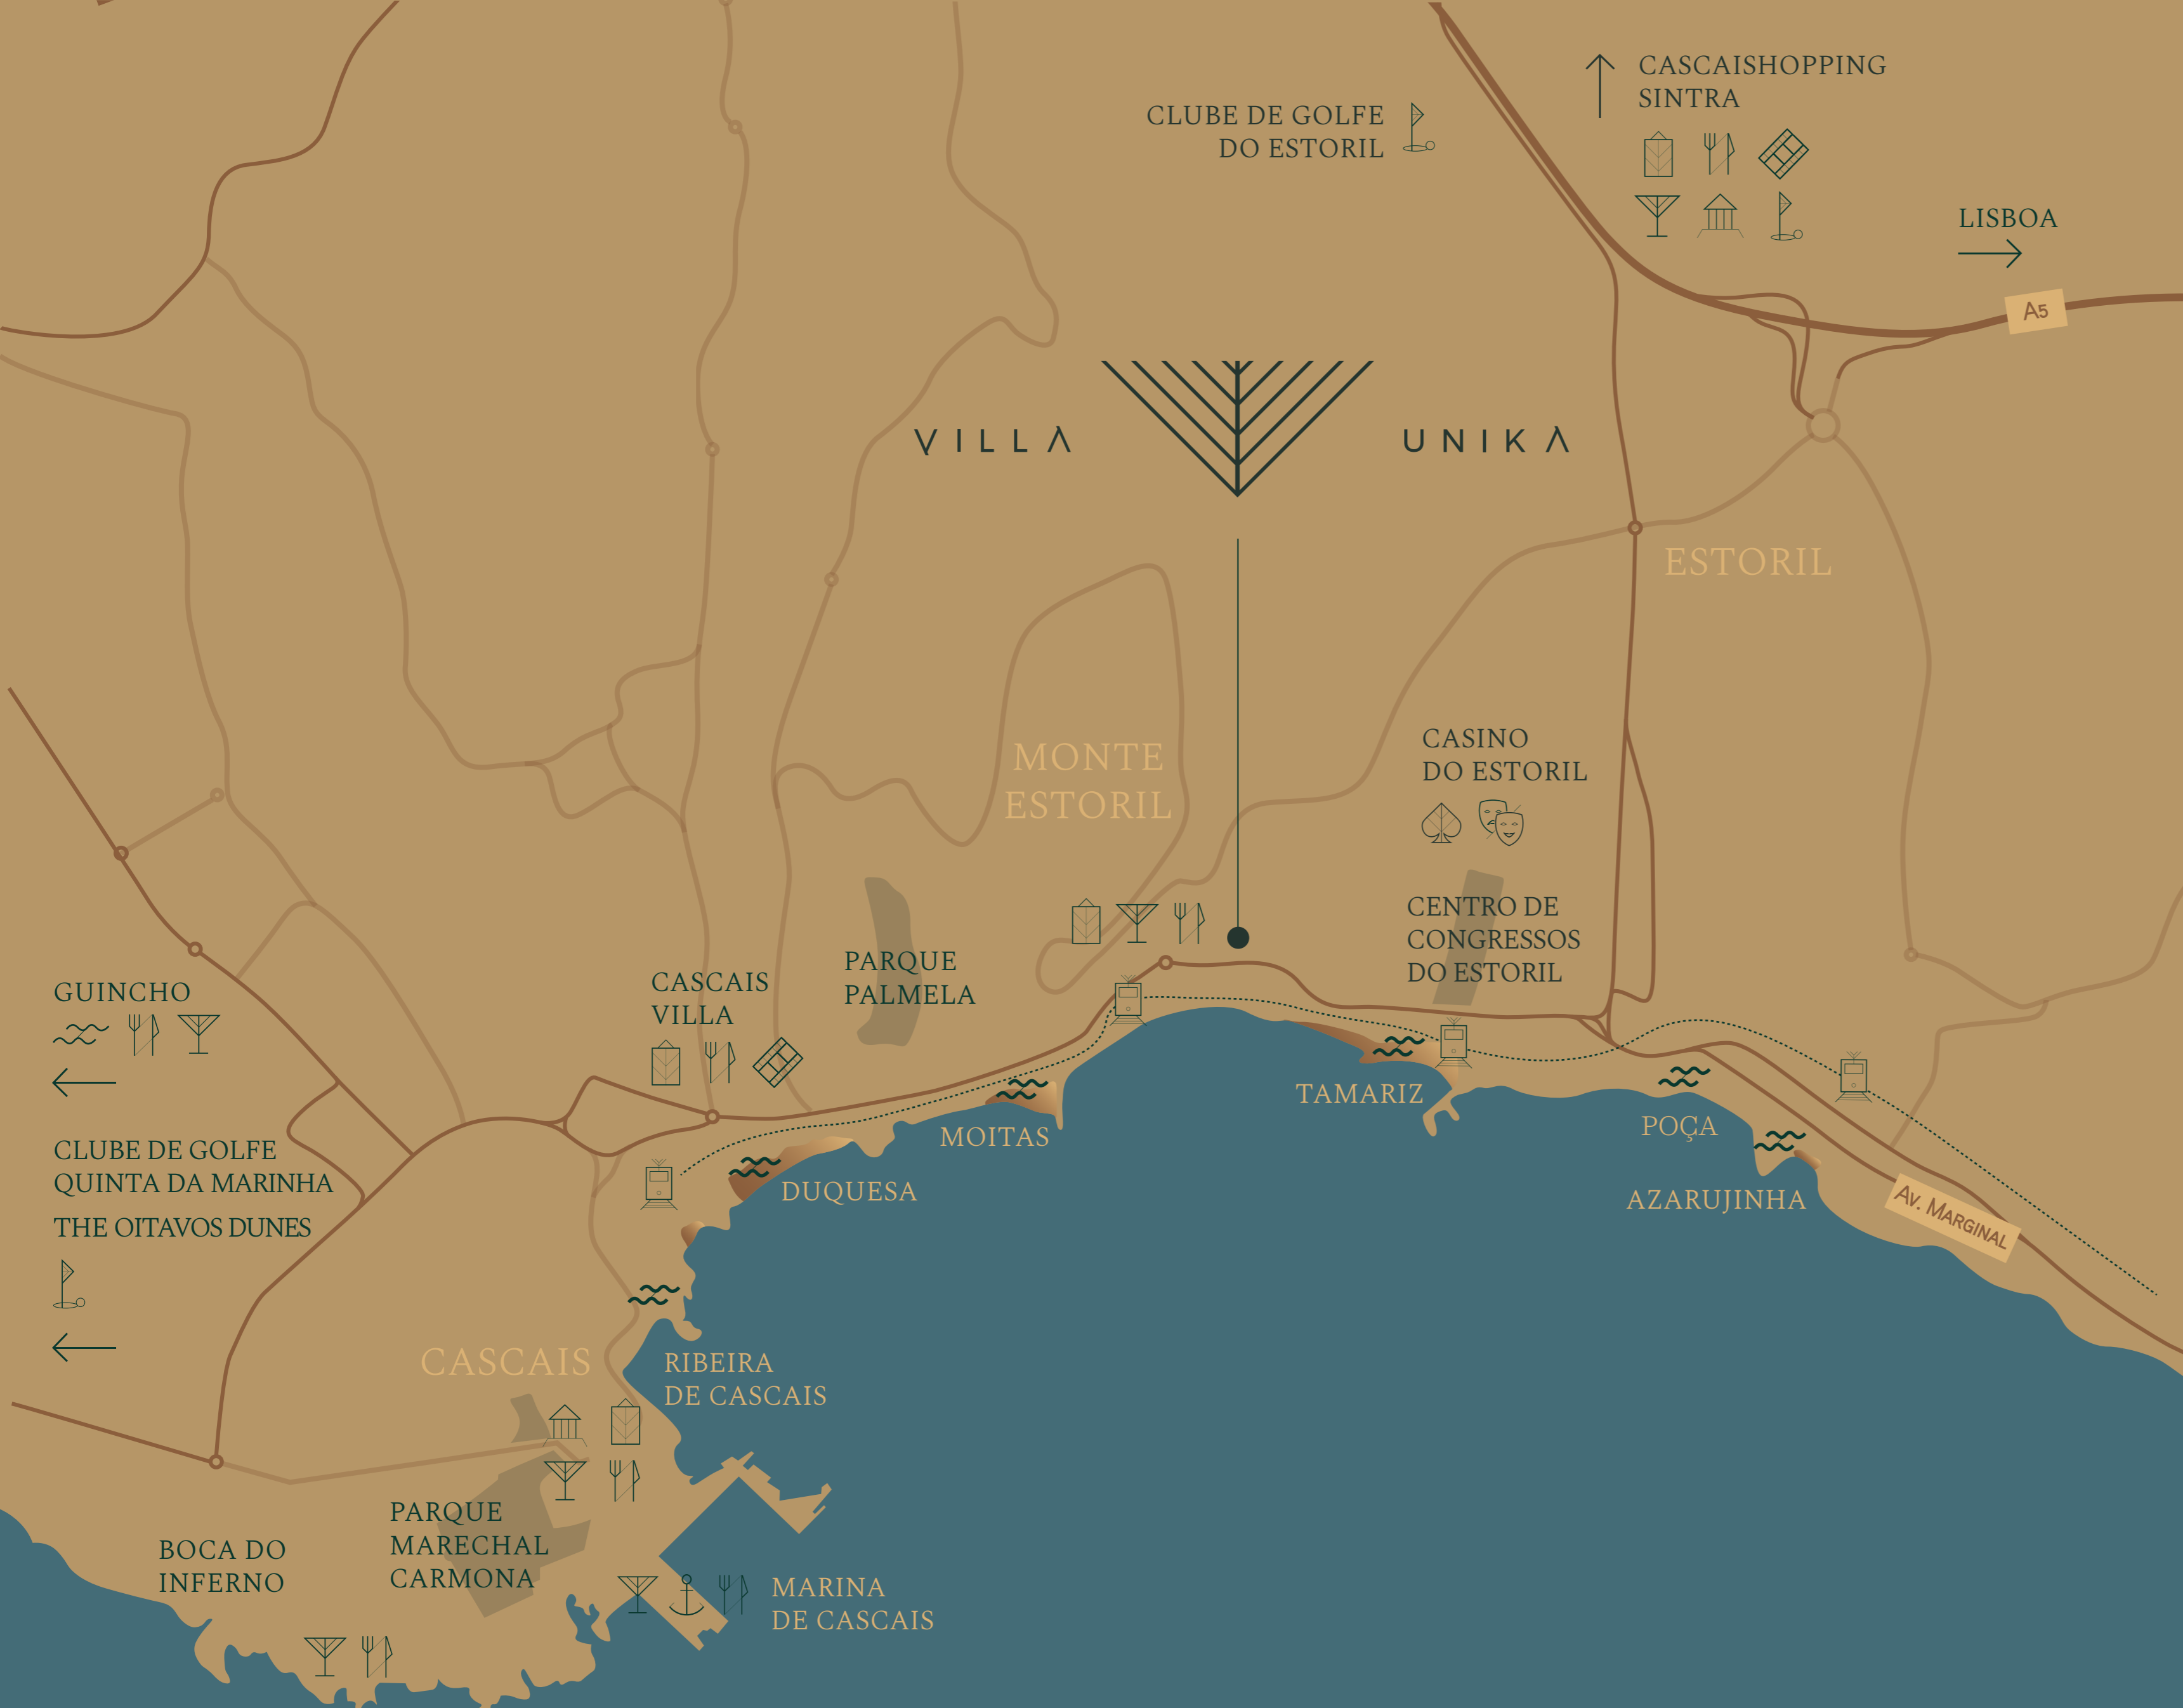 CASCAISHOPPING
SINTRA
CLUBE DE GOLFE
DO ESTORIL
LISBOA
A5
VILLA UNIKA
ESTORIL
MONTE
ESTORIL
CASINO
DO ESTORIL
CENTRO DE
CONGRESSOS
DO ESTORIL
PARQUE
PALMELA
CASCAIS
VILLA
GUINCHO
CLUBE DE GOLFE
QUINTA DA MARINHA
THE OITAVOS DUNES
TAMARIZ
MOITAS
POÇA
DUQUESA
AZARUJINHA
Av. MARGINAL
CASCAIS
RIBEIRA
DE CASCAIS
PARQUE
MARECHAL
CARMONA
BOCA DO
INFERNO
MARINA
DE CASCAIS